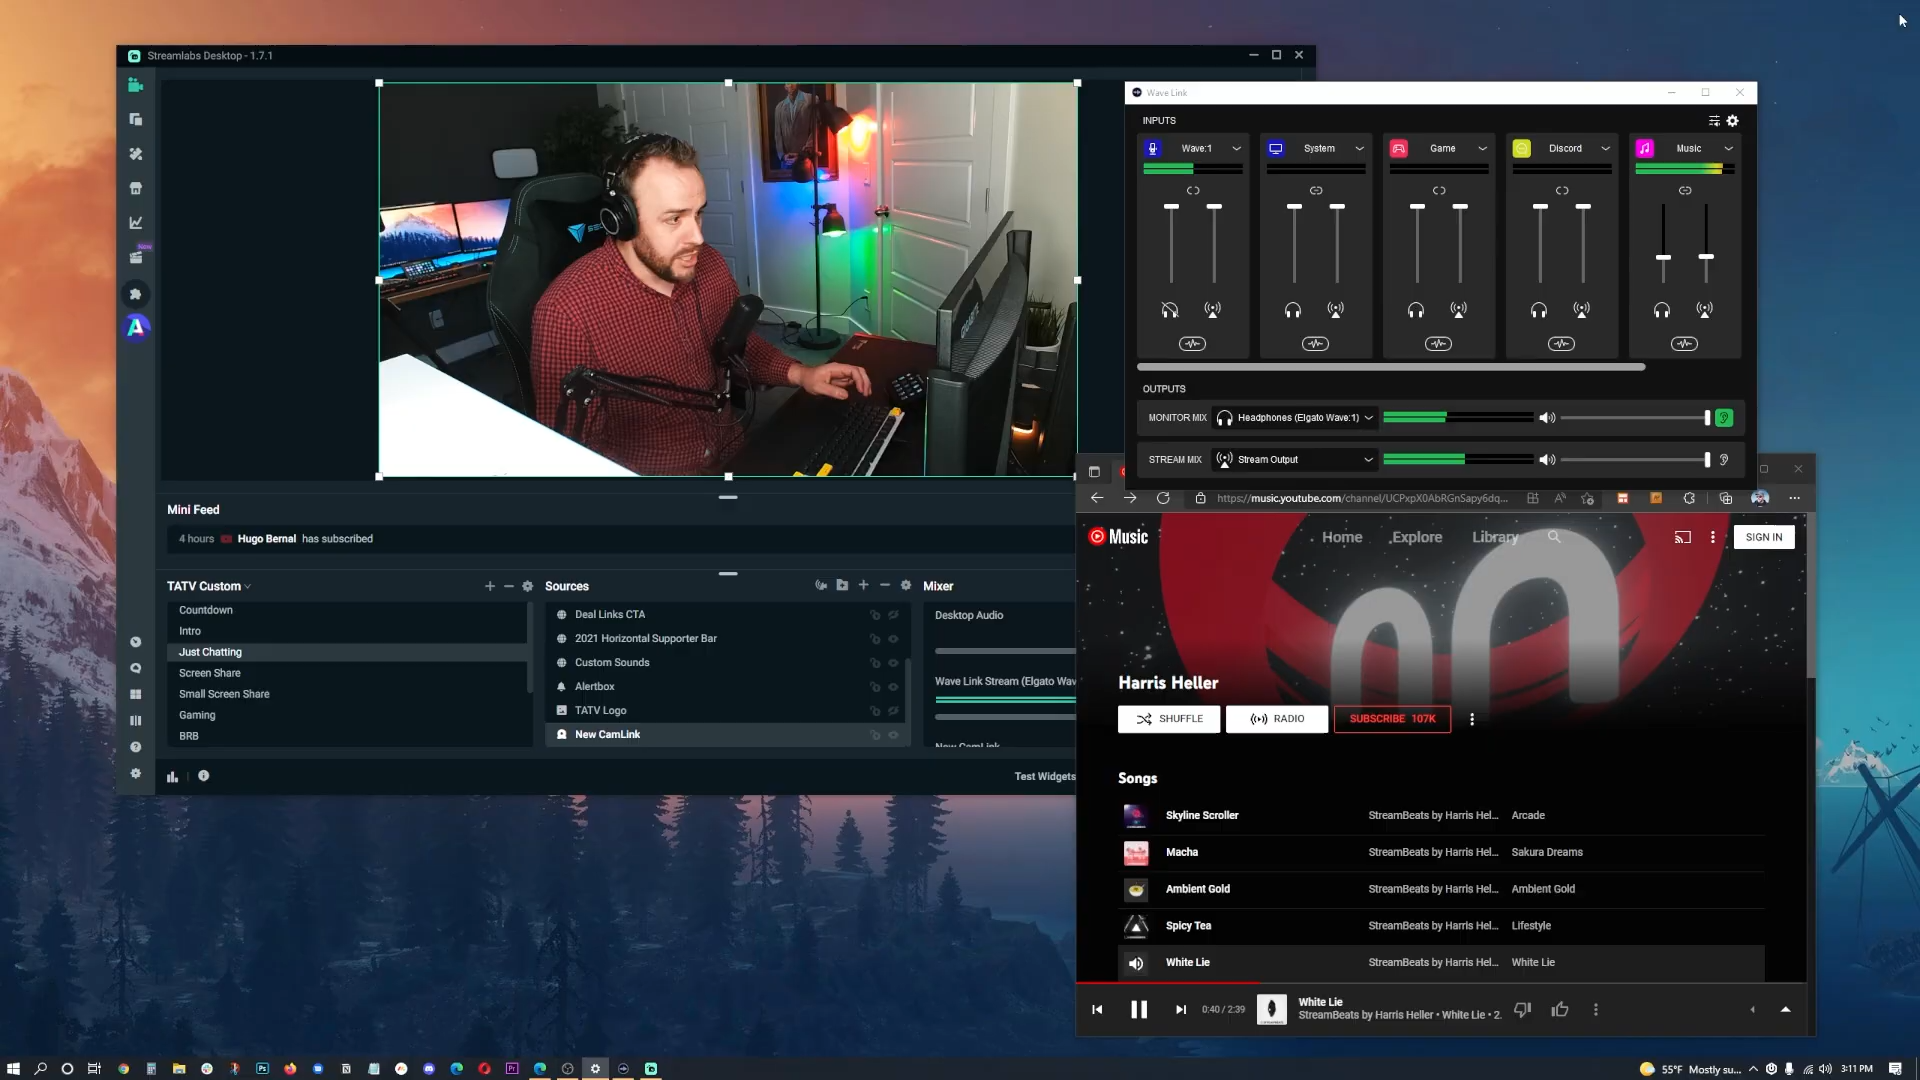 Streamlabs Desktop - 1.7.1
New
Mini Feed
4 hours Hugo Bernal has subscribed
TATV Custom
Countdown
Intro
Just Chatting
Screen Share
Small Screen Share
Gaming
BRB
Sources
Deal Links CTA
2021 Horizontal Supporter Bar
Custom Sounds
Alertbox
TATV Logo
New CamLink
Mixer
Desktop Audio
Wave Link Stream (Elgato Wav
New CamLink
Test Widgets
Wave Link
INPUTS
Wave:1 System Game Discord Music
OUTPUTS
MONITOR MIX Headphones (Elgato Wave:1)
STREAM MIX Stream Output
https://music.youtube.com/channel/UCPxpX0AbRGnSapy6dq...
Music Home Explore Library SIGN IN
Harris Heller
SHUFFLE RADIO SUBSCRIBE 107K
Songs
Skyline Scroller StreamBeats by Harris Hel... Arcade
Macha StreamBeats by Harris Hel... Sakura Dreams
Ambient Gold StreamBeats by Harris Hel... Ambient Gold
Spicy Tea StreamBeats by Harris Hel... Lifestyle
White Lie StreamBeats by Harris Hel... White Lie
0:40 / 2:39
White Lie
StreamBeats by Harris Heller • White Lie • 2.
Ps
Pr
55°F Mostly su... 3:11 PM